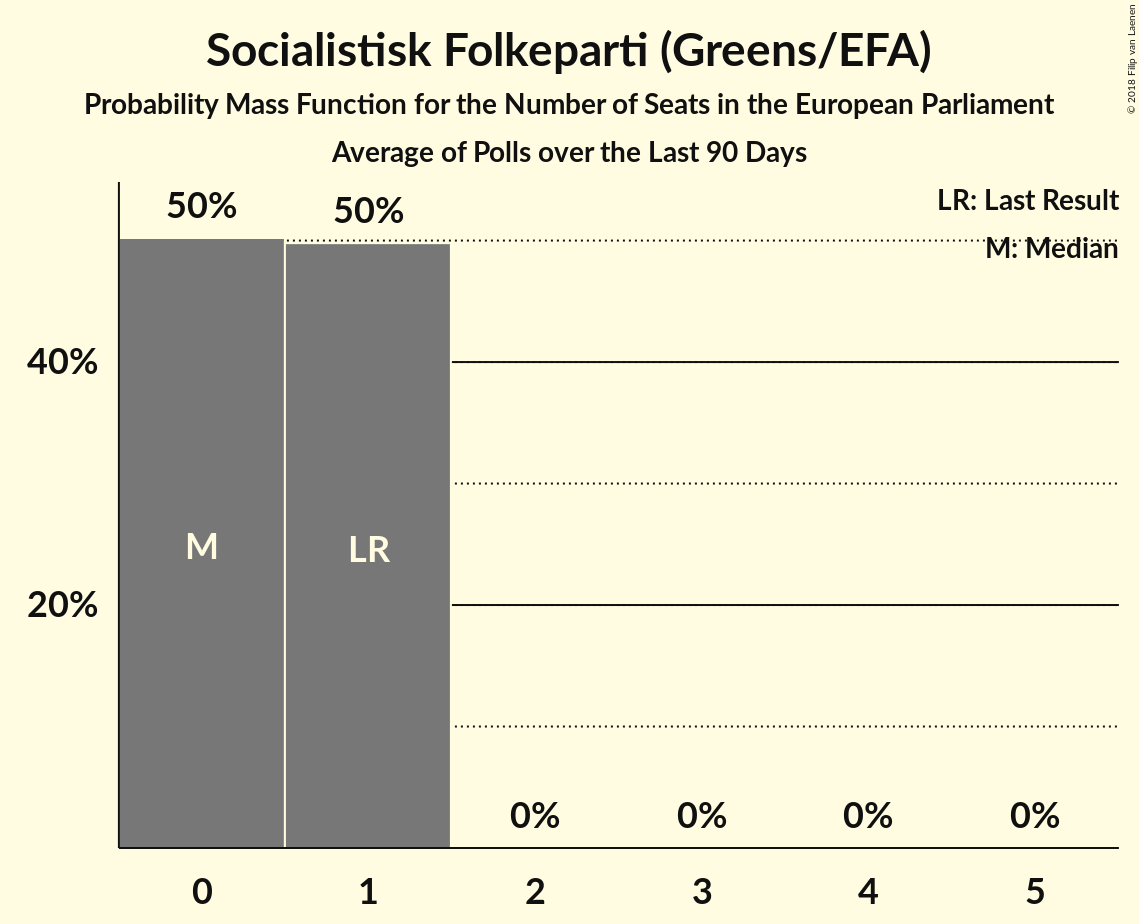 Socialistisk Folkeparti (Greens/EFA)
Probability Mass Function for the Number of Seats in the European Parliament
Average of Polls over the Last 90 Days
© 2018 Filip van Laenen
LR: Last Result
M: Median
50%
50%
40%
20%
M
LR
0%
0%
0%
0%
0
1
2
3
4
5